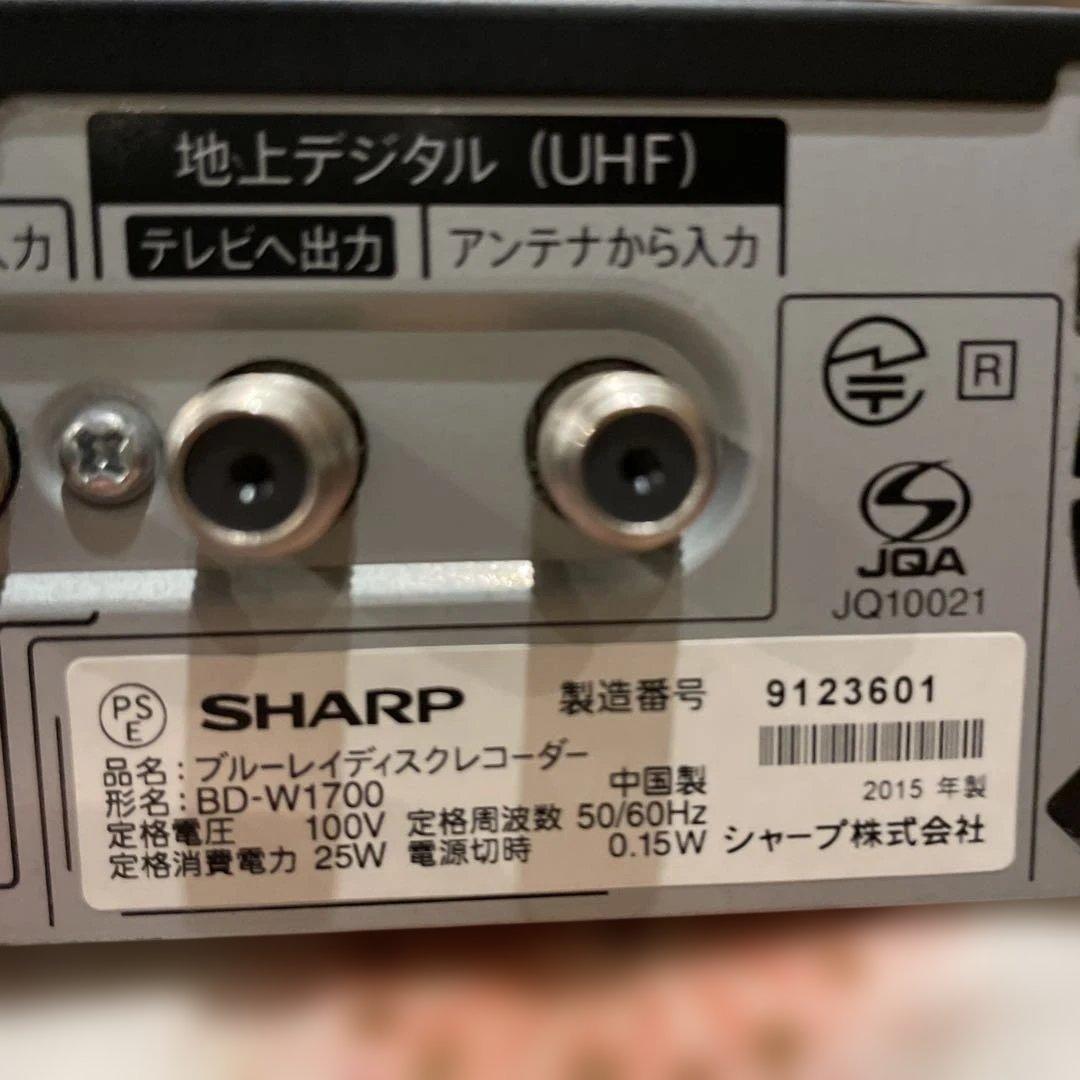 地上デジタル (UHF)
入力
テレビへ出力
アンテナから入力
R
JQA
JQ10021
PSE
SHARP
製造番号 9123601
品名：ブルーレイディスクレコーダー
形名：BD-W1700
中国製
2015 年製
定格電圧 100V 定格周波数 50/60Hz
定格消費電力 25W 電源切時 0.15W シャープ株式会社